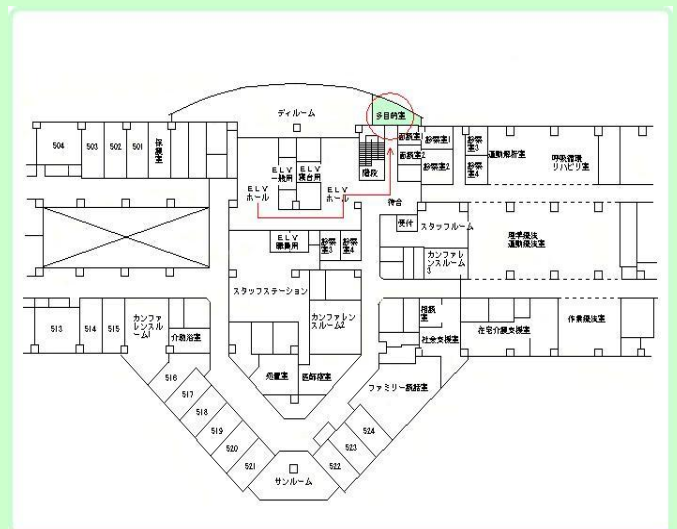 ディルーム
多目的室
504
503
502
501
面談室1
面談室2
診察室1
診察室2
診察室3
診察室4
運動解析室
呼吸循環
リハビリ室
ELV
一般用
ELV
寝台用
階段
ELV
ホール
ELV
ホール
待合
受付
スタッフルーム
理学療法
運動療法室
ELV
職員用
診察室3
診察室4
カンファレンスルーム3
スタッフステーション
カンファレンスルーム2
513
514
515
カンファレンスルーム1
介助浴室
相談室
社会支援室
在宅介護支援室
作業療法室
処置室
医師控室
ファミリー談話室
516
517
518
519
520
521
522
523
524
サンルーム